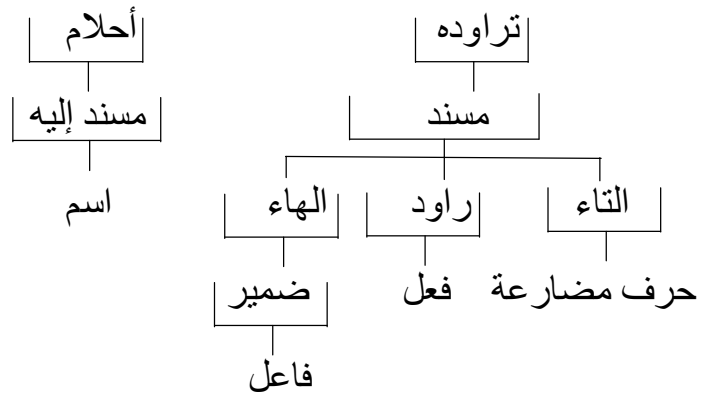 تراوده أحلام
مسند مسند إليه
التاء راود الهاء اسم
حرف مضارعة فعل ضمير
فاعل